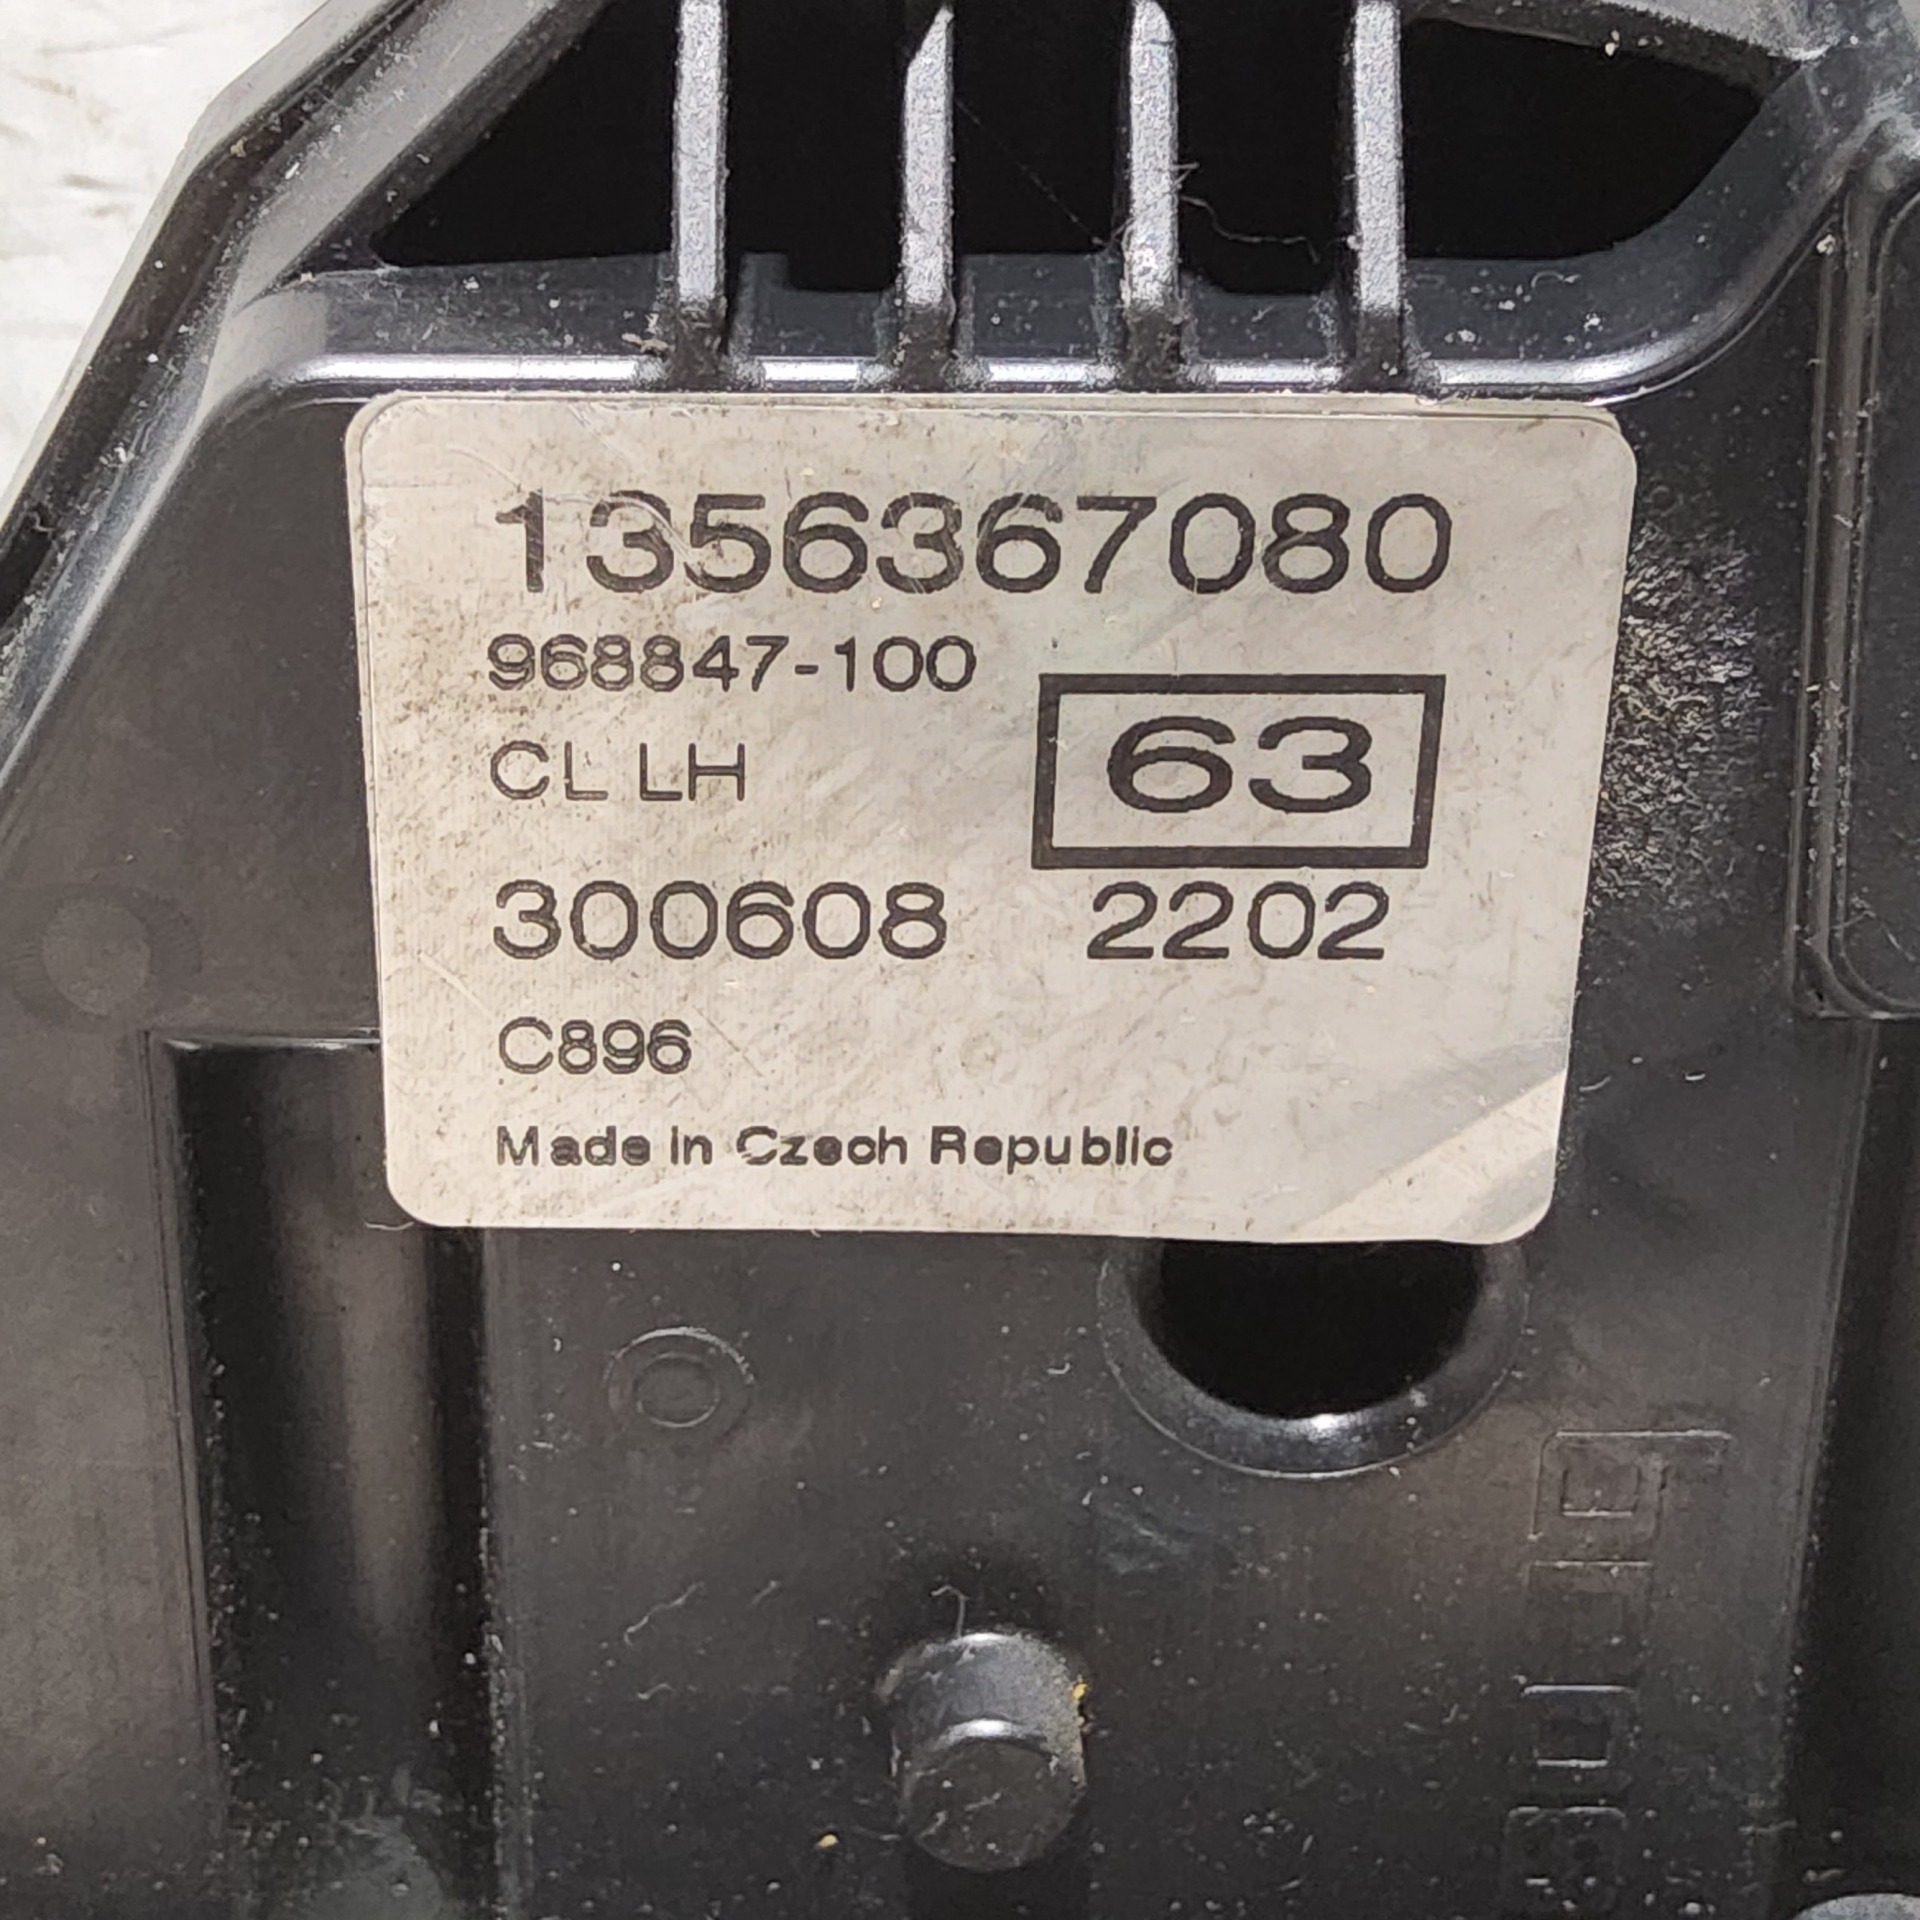 1356367080
968847-100
CL LH
63
300608 2202
C896
Made in Czech Republic